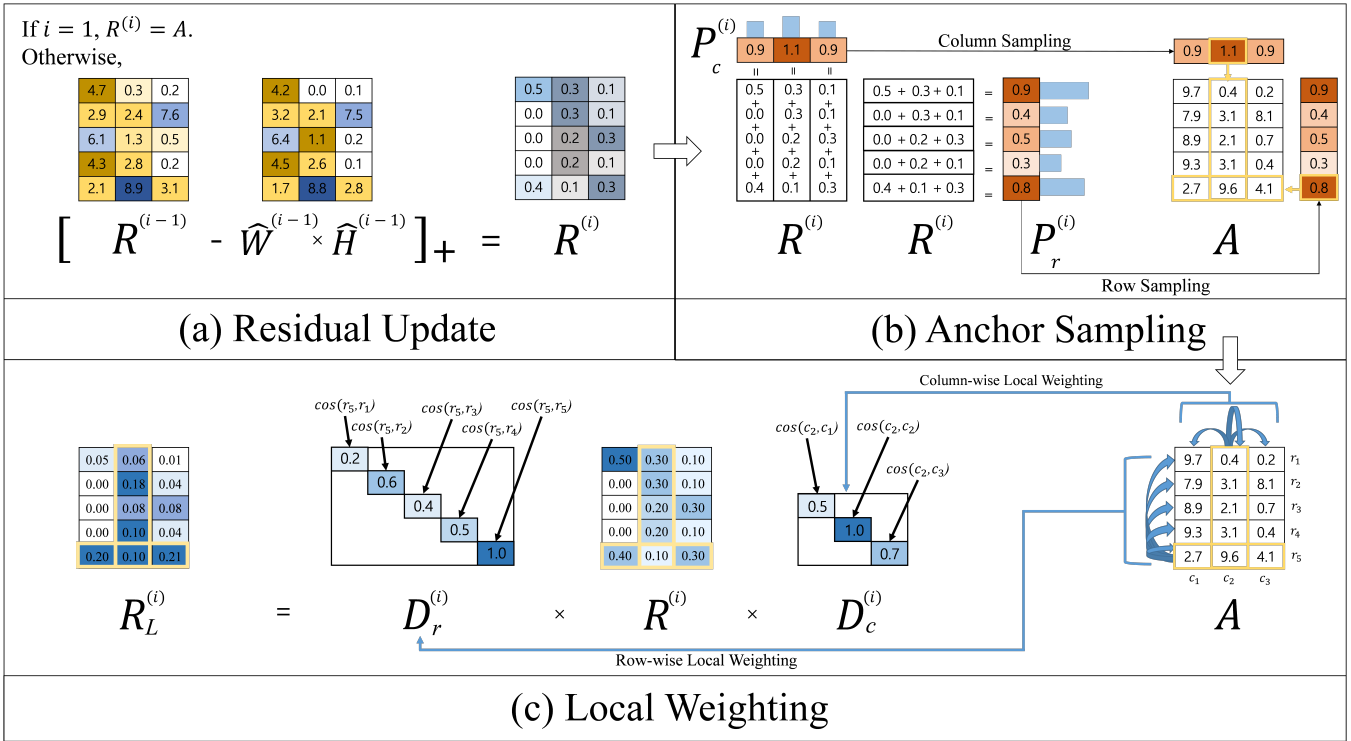 If i = 1, R^(i) = A.
Otherwise,
4.7 0.3 0.2
2.9 2.4 7.6
6.1 1.3 0.5
4.3 2.8 0.2
2.1 8.9 3.1
4.2 0.0 0.1
3.2 2.1 7.5
6.4 1.1 0.2
4.5 2.6 0.1
1.7 8.8 2.8
0.5 0.3 0.1
0.0 0.3 0.1
0.0 0.2 0.3
0.0 0.2 0.1
0.4 0.1 0.3
[ R^(i−1) - Ŵ^(i−1) × Ĥ^(i−1) ]₊ = R^(i)
(a) Residual Update
P_c^(i)
0.9 1.1 0.9
Column Sampling
0.9 1.1 0.9
= = =
0.5 0.3 0.1
+ + +
0.0 0.3 0.1
+ + +
0.0 0.2 0.3
+ + +
0.0 0.2 0.1
+ + +
0.4 0.1 0.3
0.5 + 0.3 + 0.1 = 0.9
0.0 + 0.3 + 0.1 = 0.4
0.0 + 0.2 + 0.3 = 0.5
0.0 + 0.2 + 0.1 = 0.3
0.4 + 0.1 + 0.3 = 0.8
9.7 0.4 0.2 0.9
7.9 3.1 8.1 0.4
8.9 2.1 0.7 0.5
9.3 3.1 0.4 0.3
2.7 9.6 4.1 0.8
R^(i) R^(i) P_r^(i) A
Row Sampling
(b) Anchor Sampling
Column-wise Local Weighting
0.05 0.06 0.01
0.00 0.18 0.04
0.00 0.08 0.08
0.00 0.10 0.04
0.20 0.10 0.21
cos(r₅,r₁)
cos(r₅,r₂)
cos(r₅,r₃)
cos(r₅,r₄)
cos(r₅,r₅)
0.2
0.6
0.4
0.5
1.0
0.50 0.30 0.10
0.00 0.30 0.10
0.00 0.20 0.30
0.00 0.20 0.10
0.40 0.10 0.30
cos(c₂,c₁)
cos(c₂,c₂)
cos(c₂,c₃)
0.5
1.0
0.7
9.7 0.4 0.2 r₁
7.9 3.1 8.1 r₂
8.9 2.1 0.7 r₃
9.3 3.1 0.4 r₄
2.7 9.6 4.1 r₅
c₁ c₂ c₃
R_L^(i) = D_r^(i) × R^(i) × D_c^(i) A
Row-wise Local Weighting
(c) Local Weighting